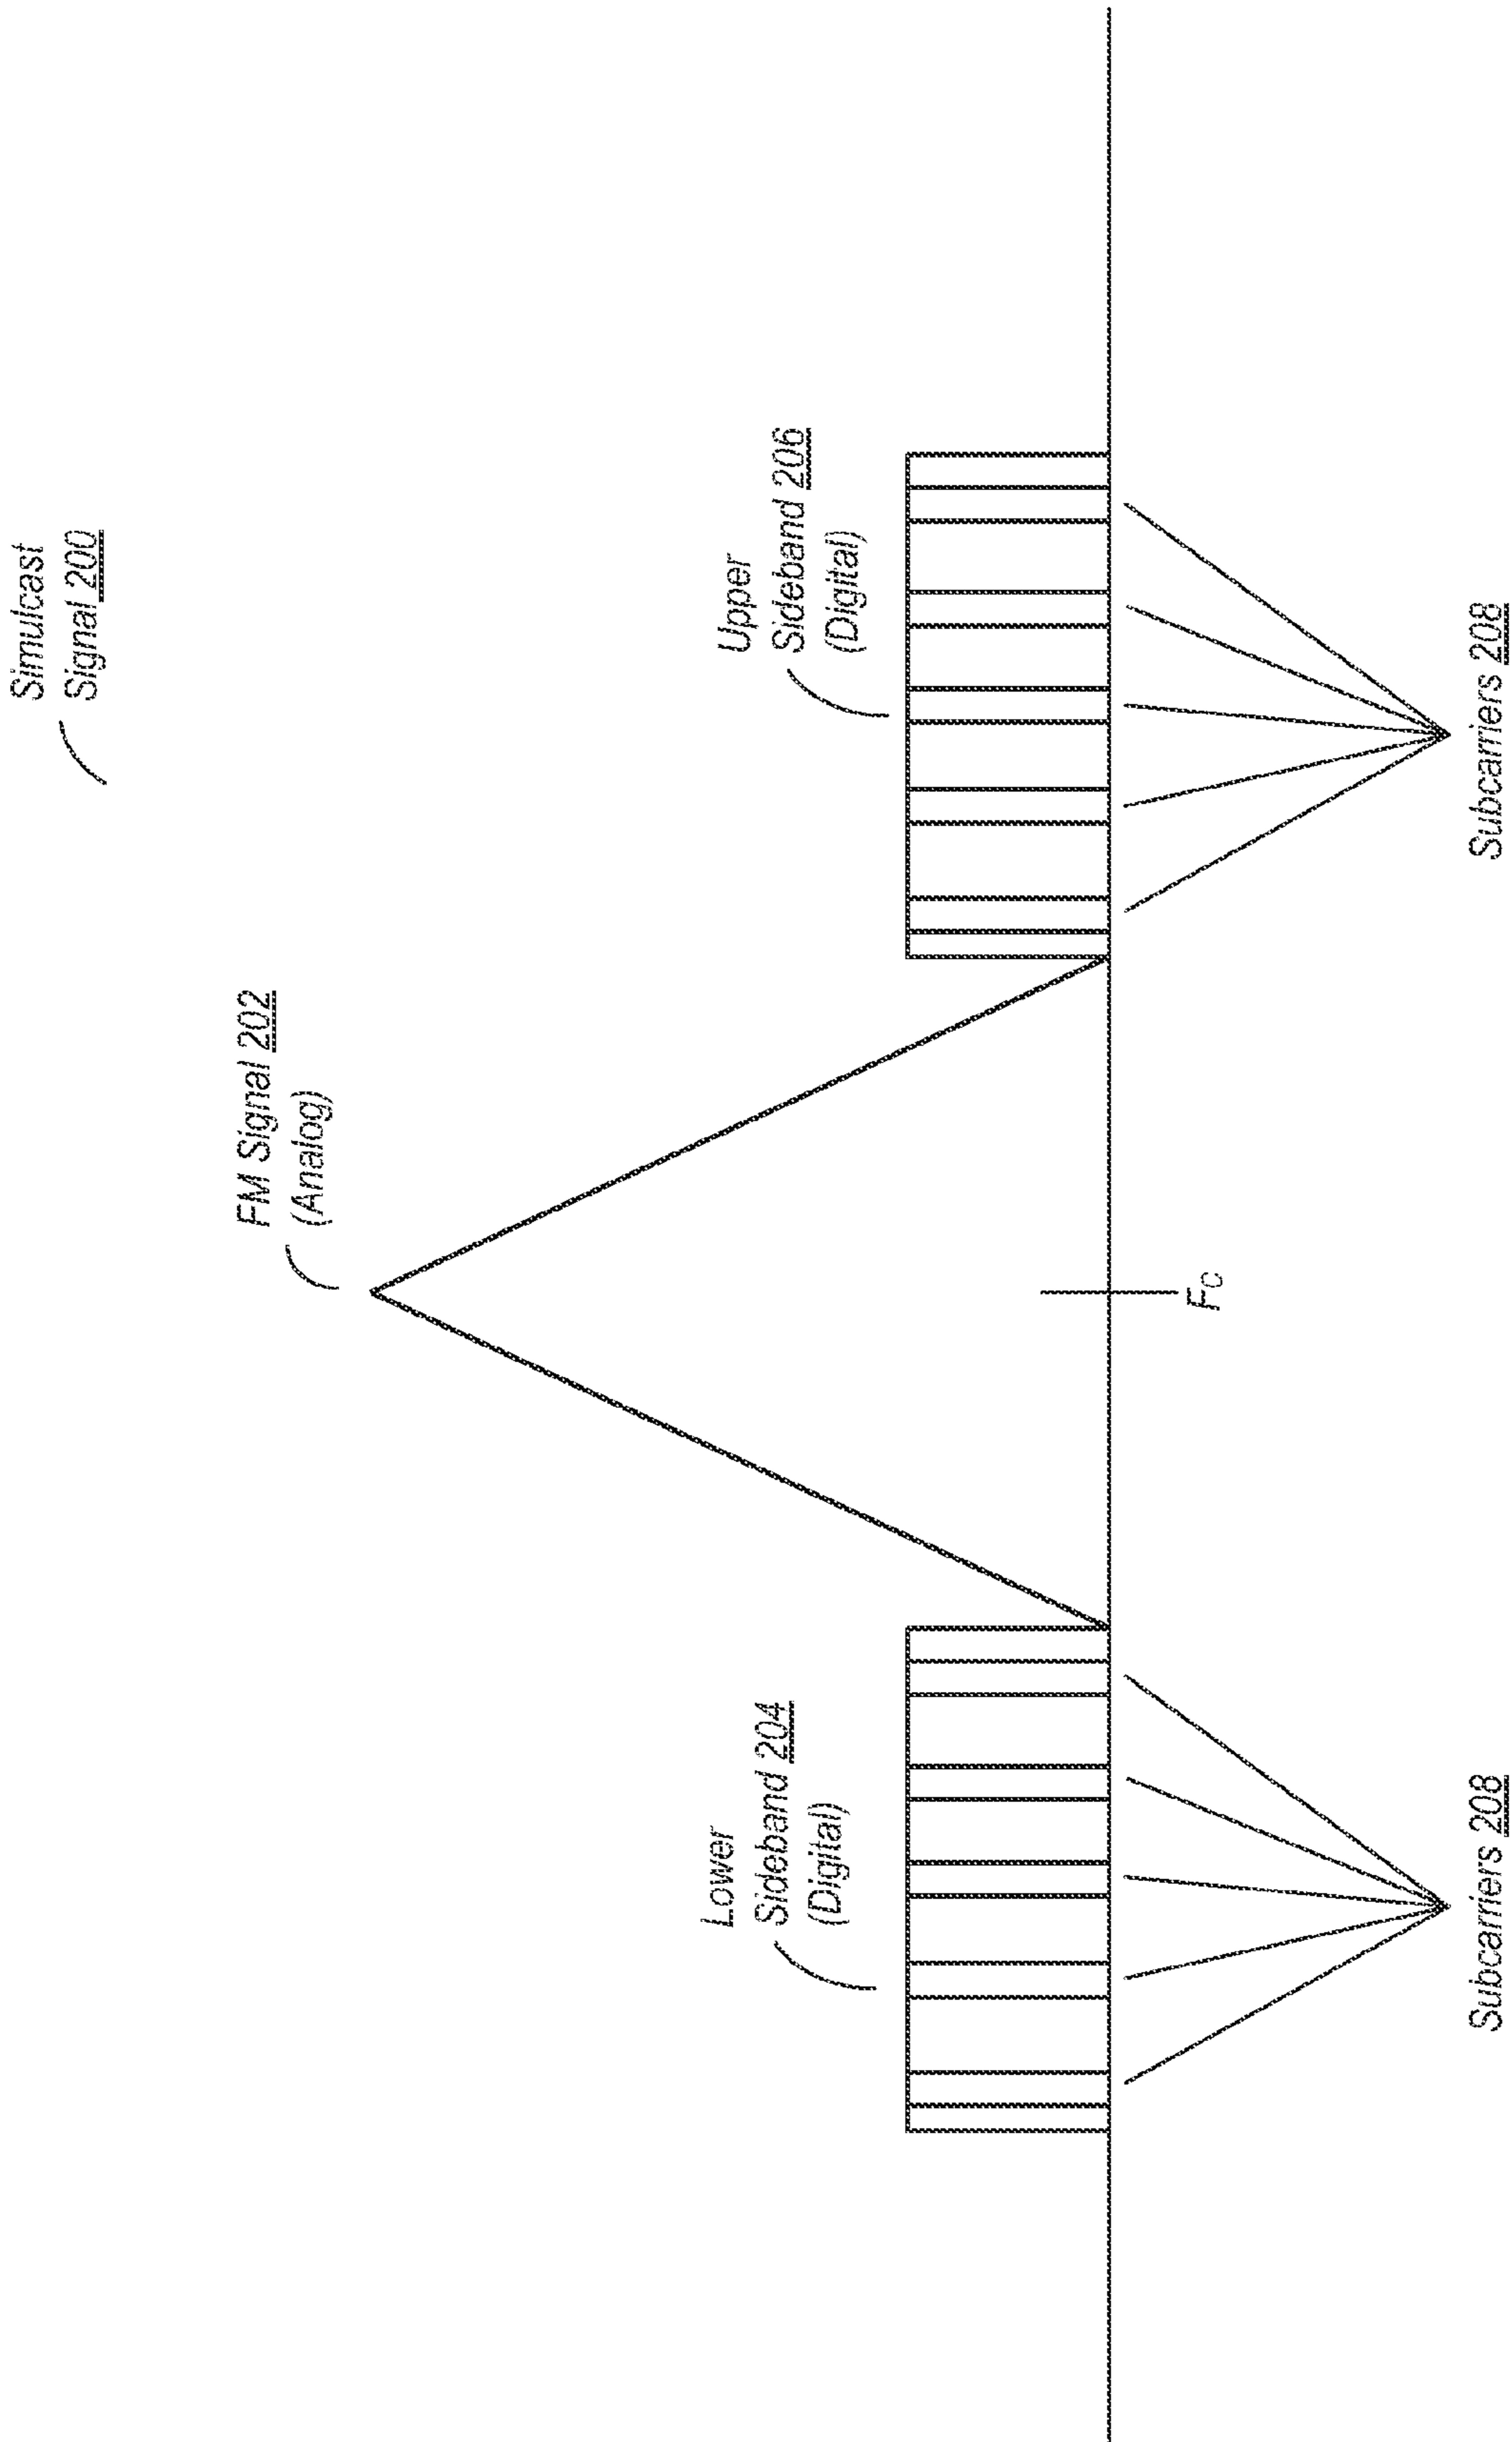 Simulcast
Signal 200
FM Signal 202
(Analog)
Lower
Sideband 204
(Digital)
Upper
Sideband 206
(Digital)
FC
Subcarriers 208
Subcarriers 208